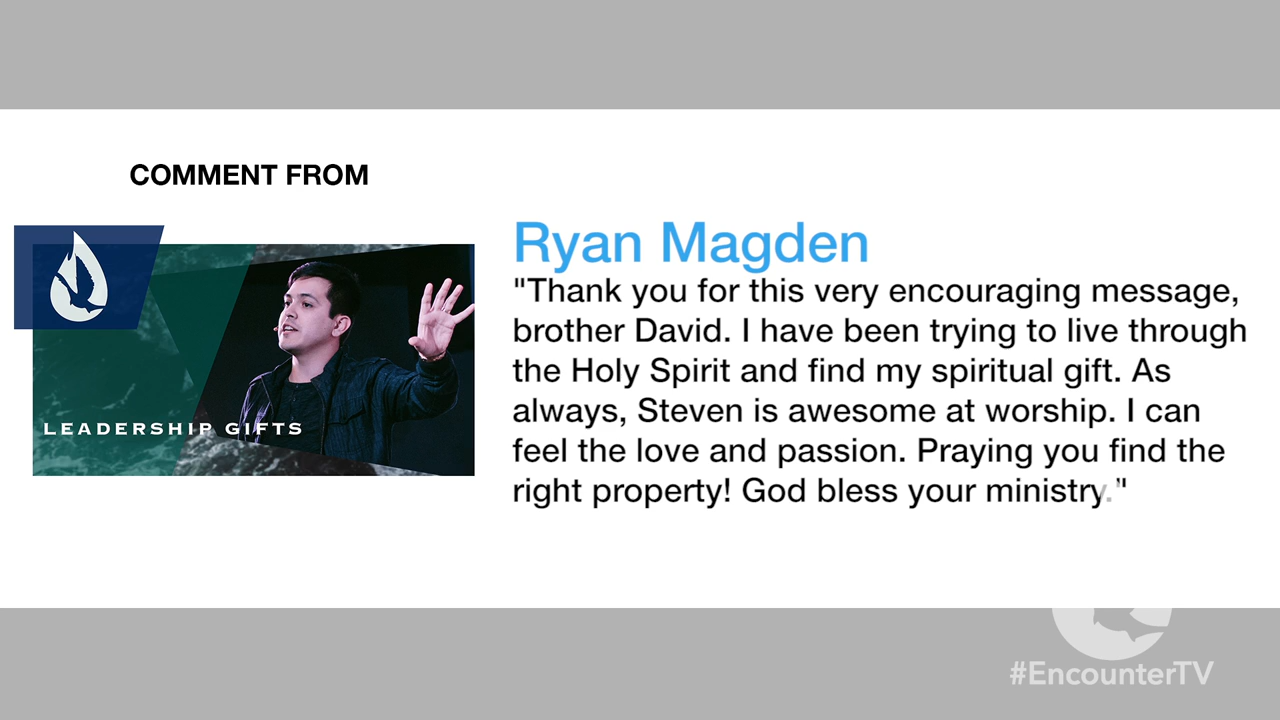 COMMENT FROM
LEADERSHIP GIFTS
Ryan Magden
"Thank you for this very encouraging message,
brother David. I have been trying to live through
the Holy Spirit and find my spiritual gift. As
always, Steven is awesome at worship. I can
feel the love and passion. Praying you find the
right property! God bless your ministry."
#EncounterTV